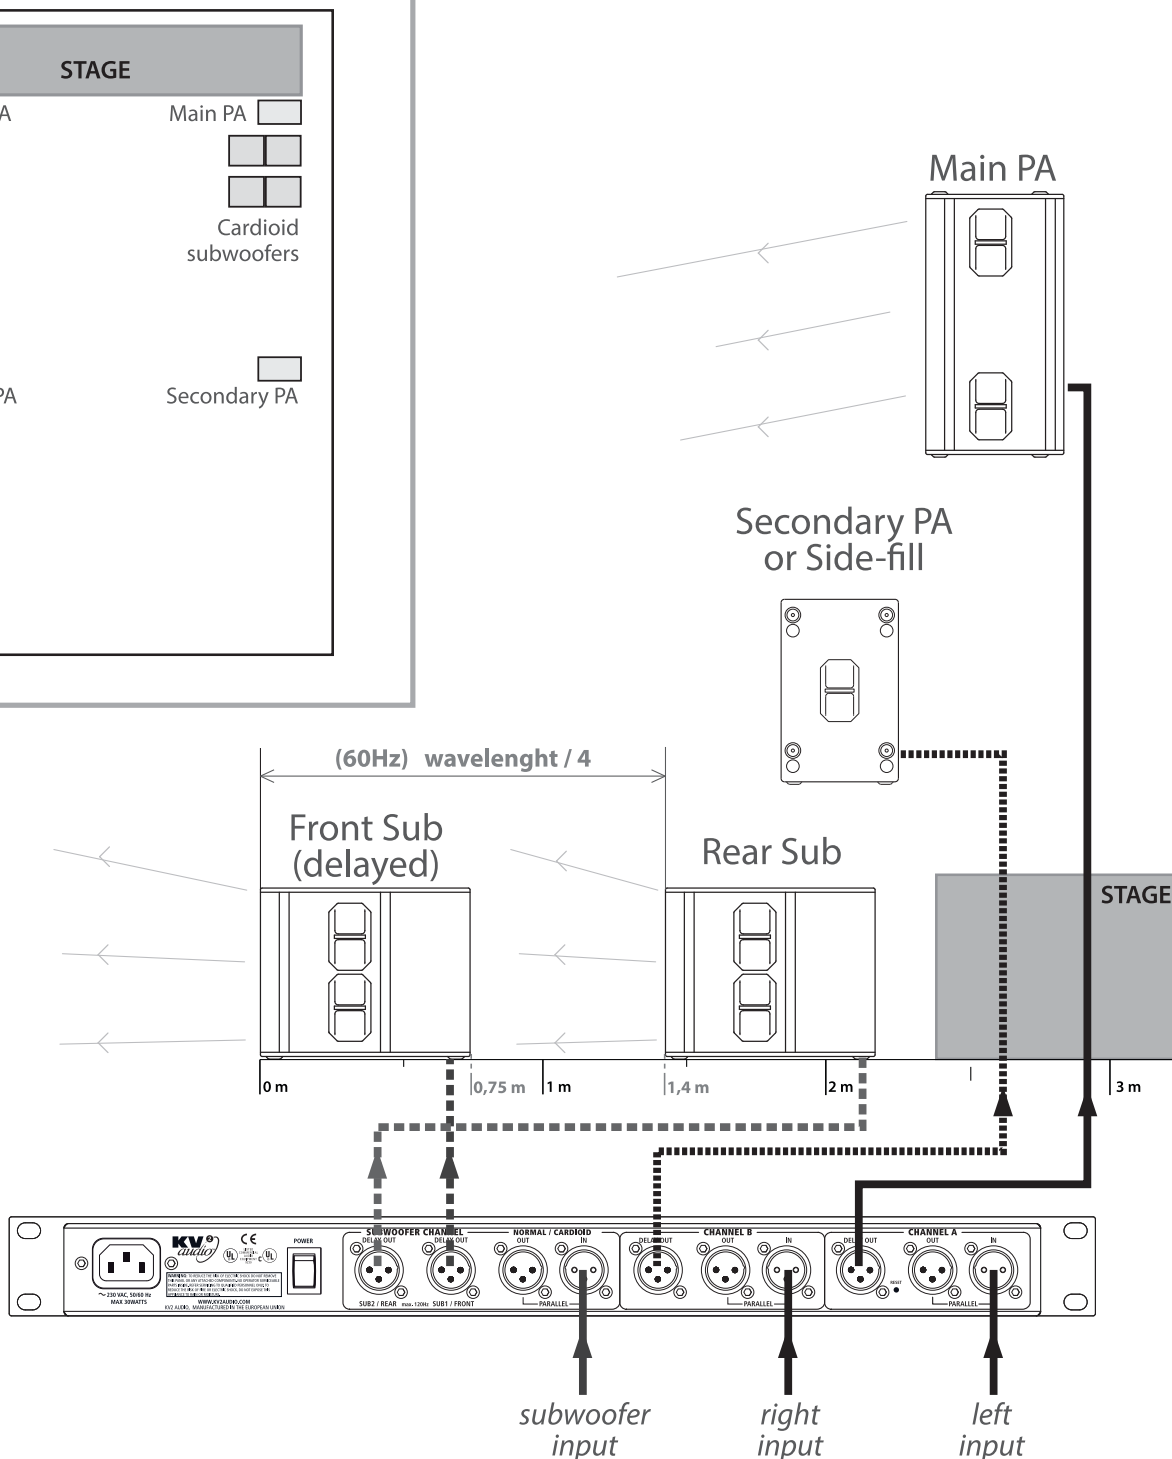 STAGE
A
Main PA
Cardioid
subwoofers
PA
Secondary PA
Main PA
Secondary PA
or Side-fill
(60Hz) wavelenght / 4
Front Sub
(delayed)
Rear Sub
STAGE
0 m
0,75 m
1 m
1,4 m
2 m
3 m
KV2
audio
POWER
SUBWOOFER CHANNEL
NORMAL / CARDIOID
CHANNEL B
CHANNEL A
DELAY OUT
DELAY OUT
OUT
IN
DELAY OUT
OUT
IN
DELAY OUT
OUT
IN
RESET
~ 230 VAC, 50/60 Hz
MAX 30WATTS
WWW.KV2AUDIO.COM
KV2 AUDIO, MANUFACTURED IN THE EUROPEAN UNION
SUB2 / REAR
max. 120Hz
SUB1 / FRONT
PARALLEL
PARALLEL
PARALLEL
subwoofer
input
right
input
left
input